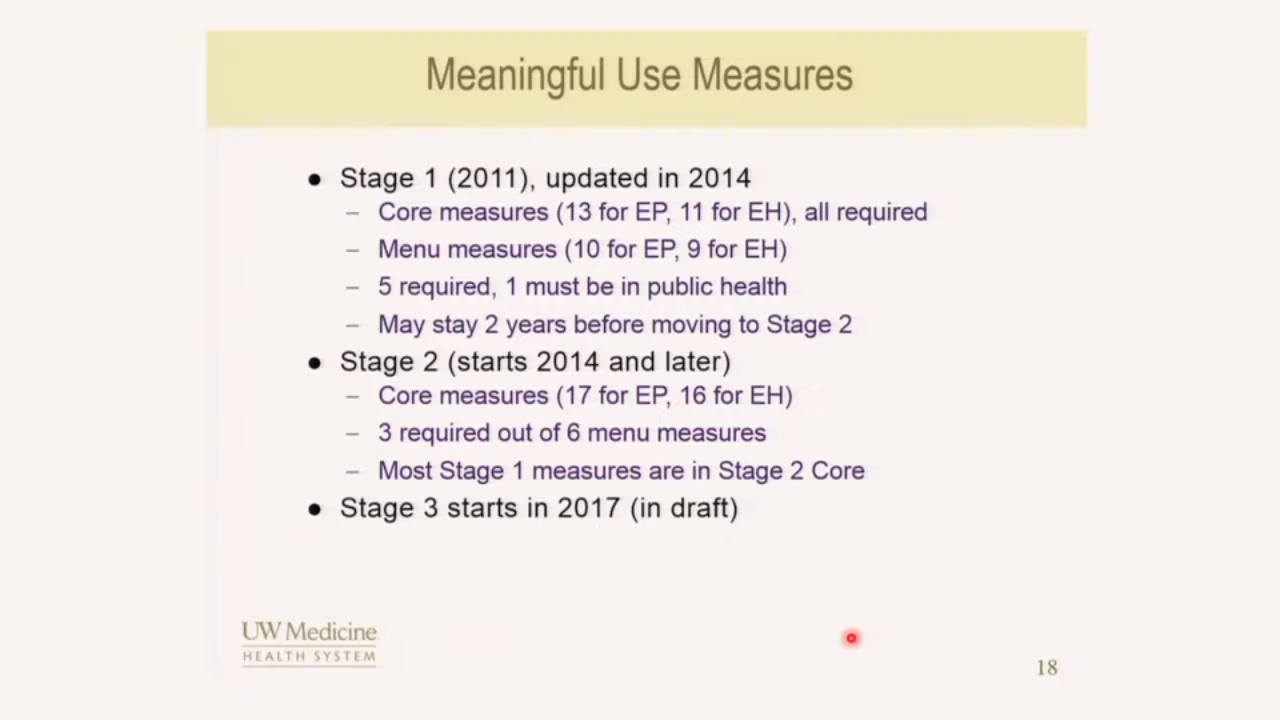 Meaningful Use Measures
● Stage 1 (2011), updated in 2014
– Core measures (13 for EP, 11 for EH), all required
– Menu measures (10 for EP, 9 for EH)
– 5 required, 1 must be in public health
– May stay 2 years before moving to Stage 2
● Stage 2 (starts 2014 and later)
– Core measures (17 for EP, 16 for EH)
– 3 required out of 6 menu measures
– Most Stage 1 measures are in Stage 2 Core
● Stage 3 starts in 2017 (in draft)
UW Medicine
HEALTH SYSTEM
18